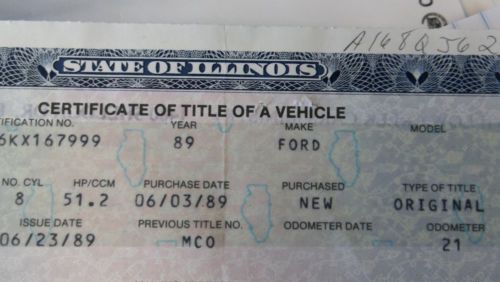 A168Q562
STATE OF ILLINOIS
CERTIFICATE OF TITLE OF A VEHICLE
TIFICATION NO. YEAR MAKE MODEL
6KX167999 89 FORD
NO. CYL HP/CCM PURCHASE DATE PURCHASED TYPE OF TITLE
8 51.2 06/03/89 NEW ORIGINAL
ISSUE DATE PREVIOUS TITLE NO. ODOMETER DATE ODOMETER
06/23/89 MCO 21